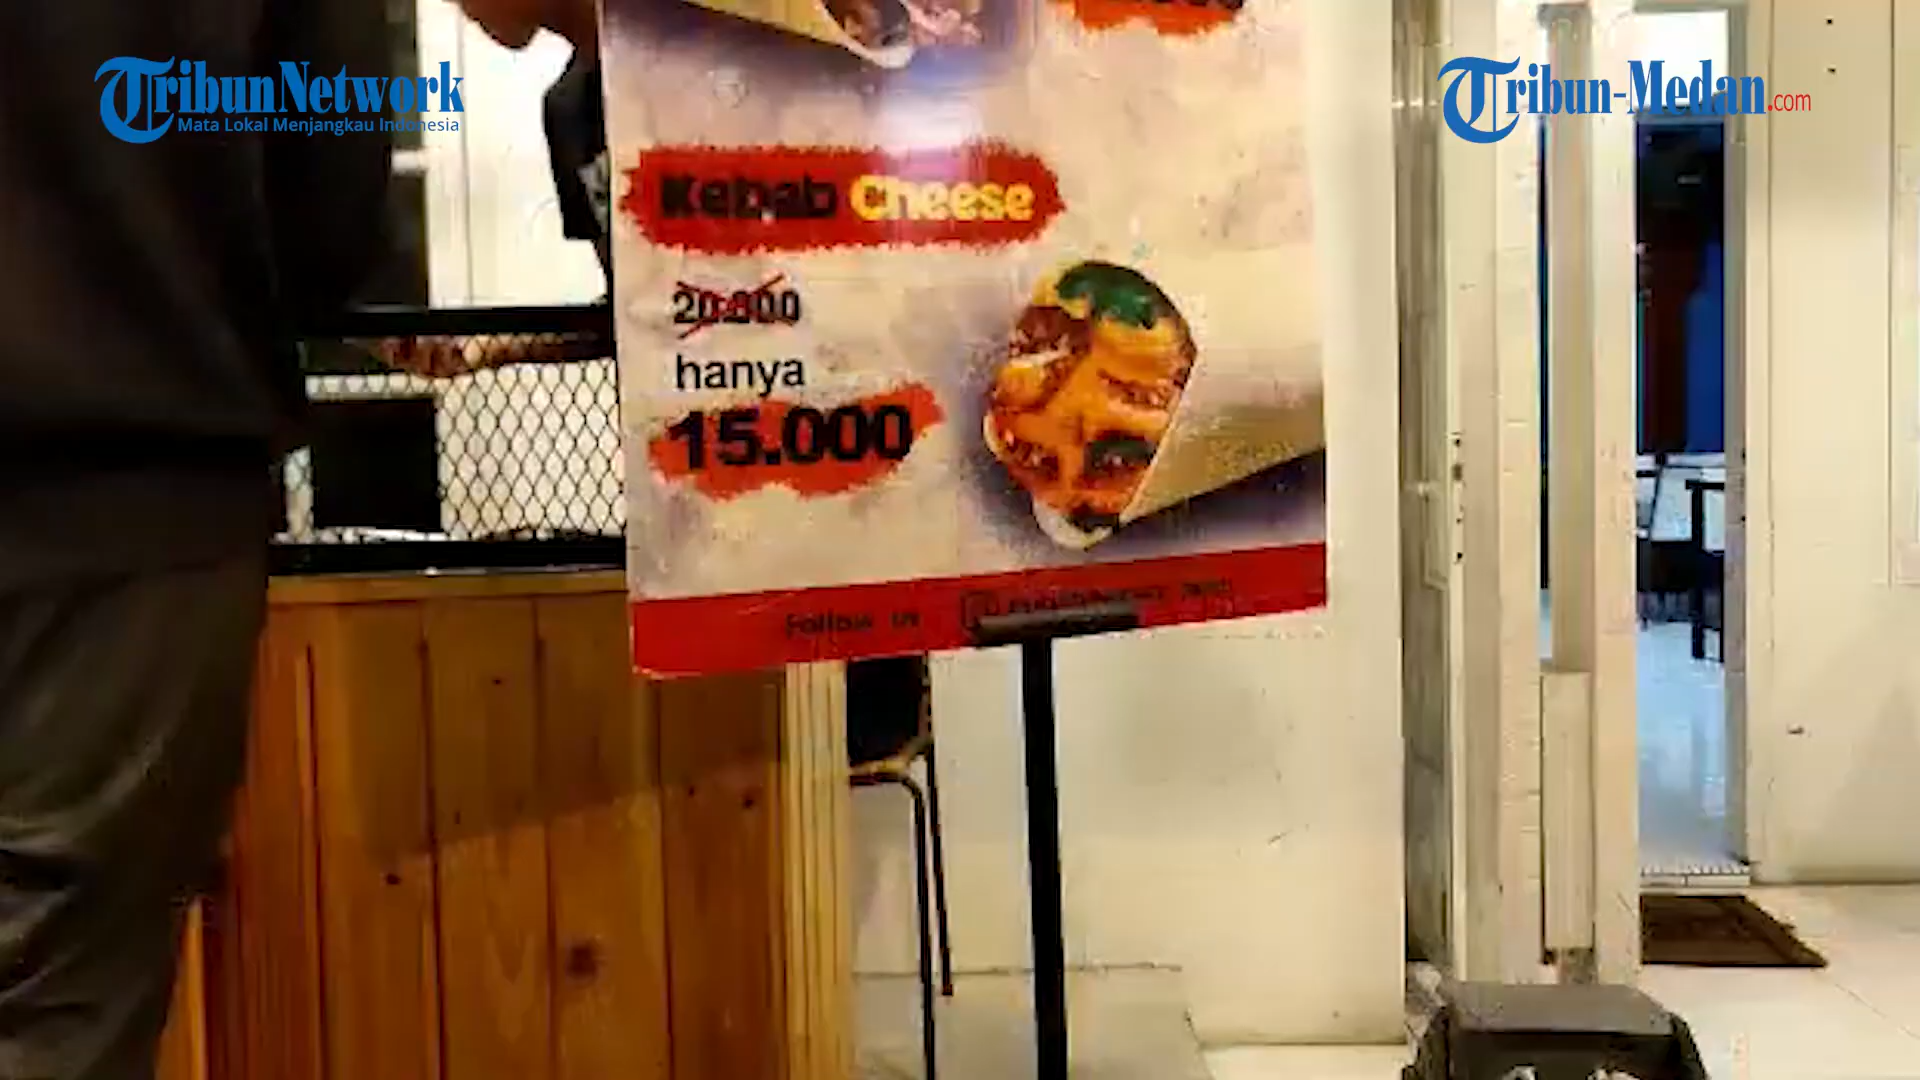 TribunNetwork
Mata Lokal Menjangkau Indonesia
Tribun-Medan.com
Kebab Cheese
20.000
hanya
15.000
Follow us